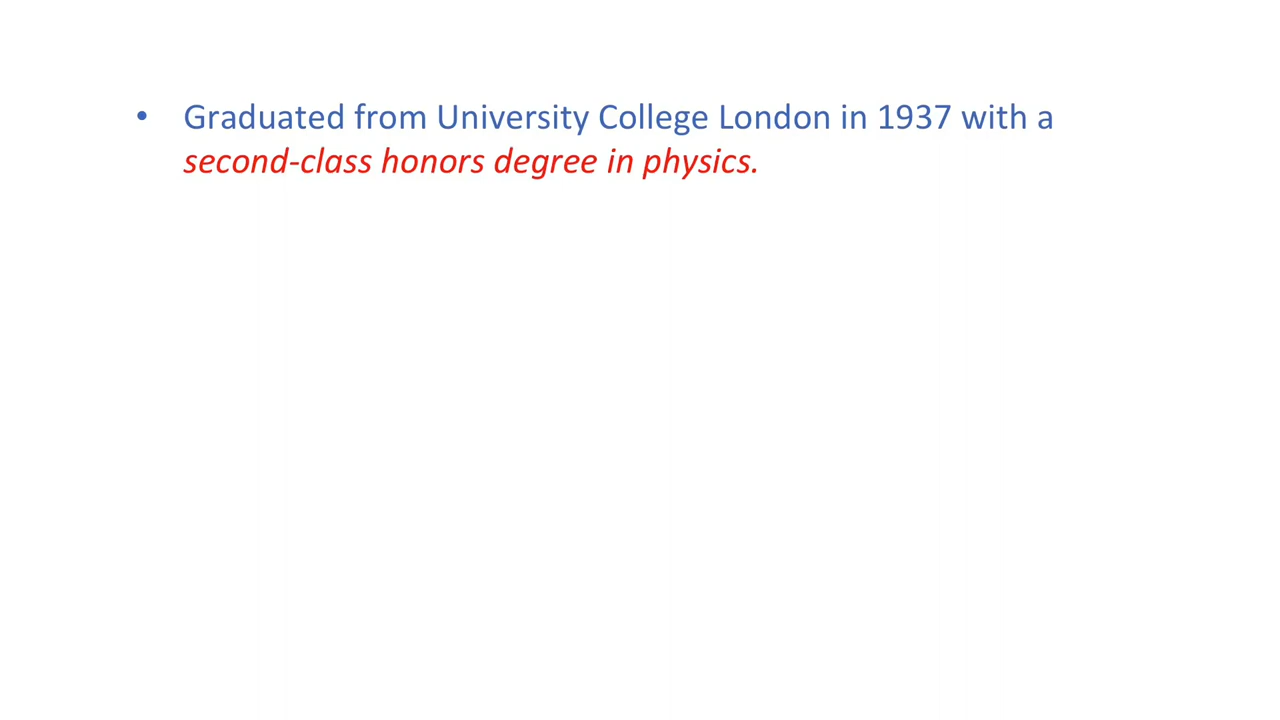 • Graduated from University College London in 1937 with a
second-class honors degree in physics.